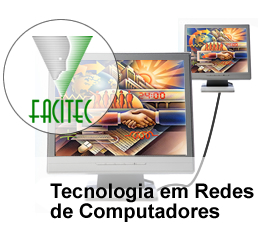 FACITEC
Tecnologia em Redes
de Computadores